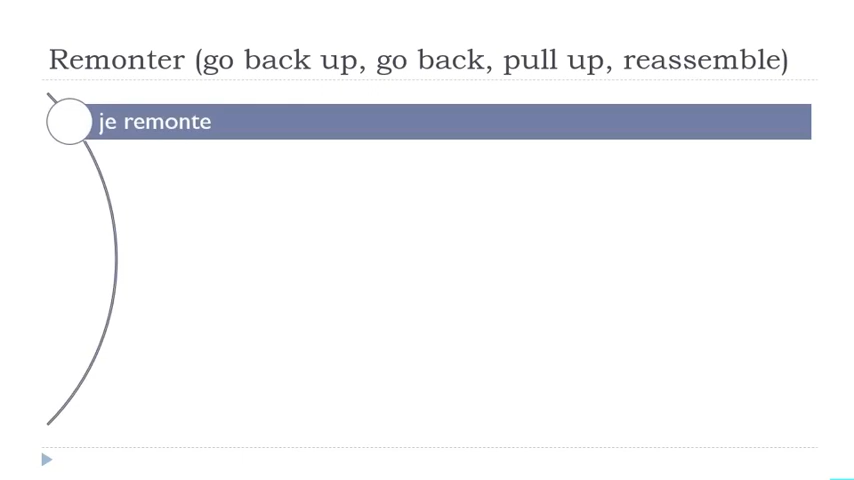 Remonter (go back up, go back, pull up, reassemble)
je remonte